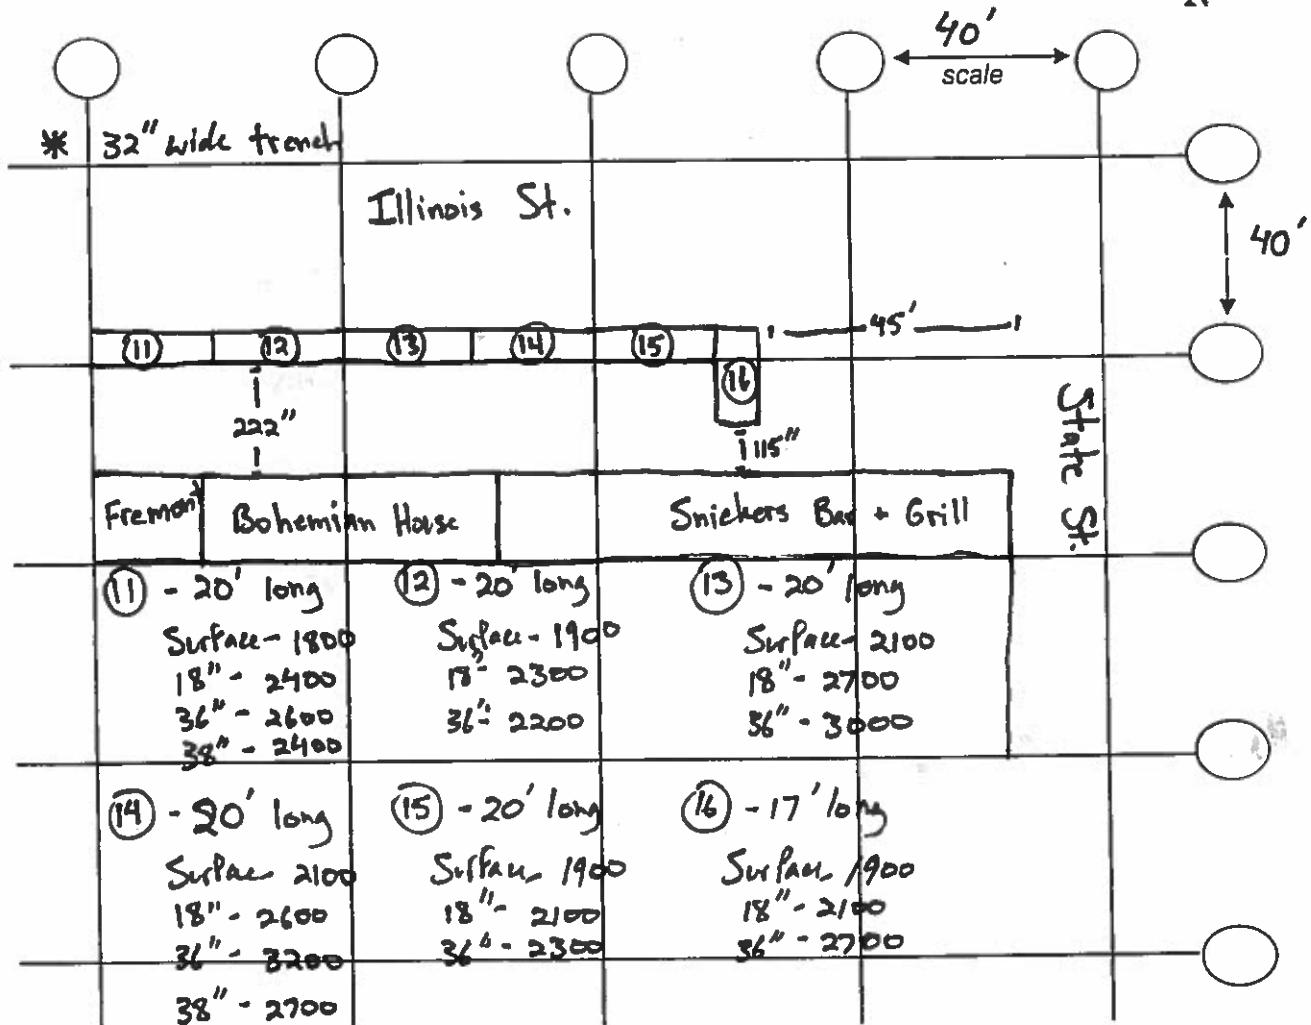 N
40'
scale
* 32" wide trench
40'
Illinois St.
45'
11 12 13 14 15
16
222"
115"
State St.
Fremont Bohemian House Snickers Bar + Grill
11 - 20' long
Surface - 1800
18" - 2400
36" - 2600
38" - 2400
12 - 20' long
Surface - 1900
18" - 2300
36" - 2200
13 - 20' long
Surface - 2100
18" - 2700
36" - 3000
14 - 20' long
Surface - 2100
18" - 2600
36" - 3200
38" - 2700
15 - 20' long
Surface - 1900
18" - 2100
36" - 2300
16 - 17' long
Surface - 1900
18" - 2100
36" - 2700